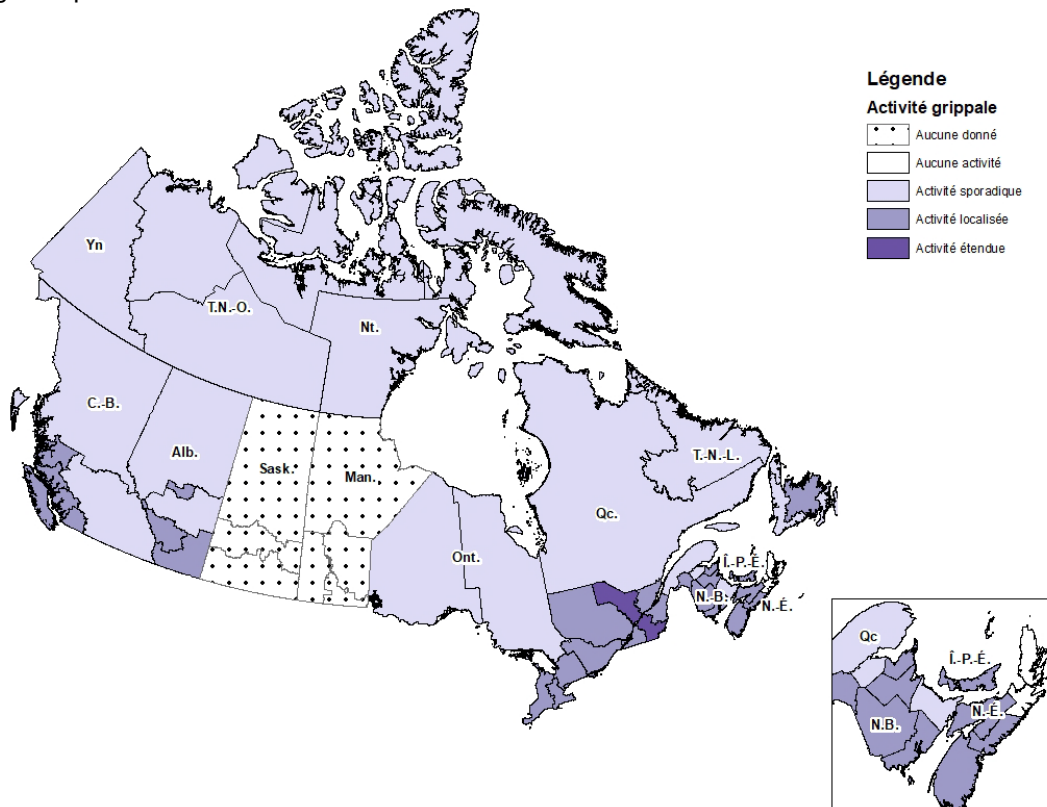 Légende
Activité grippale
Aucune donné
Aucune activité
Activité sporadique
Activité localisée
Activité étendue
Yn
T.N.-O.
Nt.
C.-B.
Alb.
Sask.
Man.
T.-N.-L.
Qc.
Ont.
Î.-P.-É.
N.-B.
N.-É.
Qc
Î.-P.-É.
N.-É.
N.B.